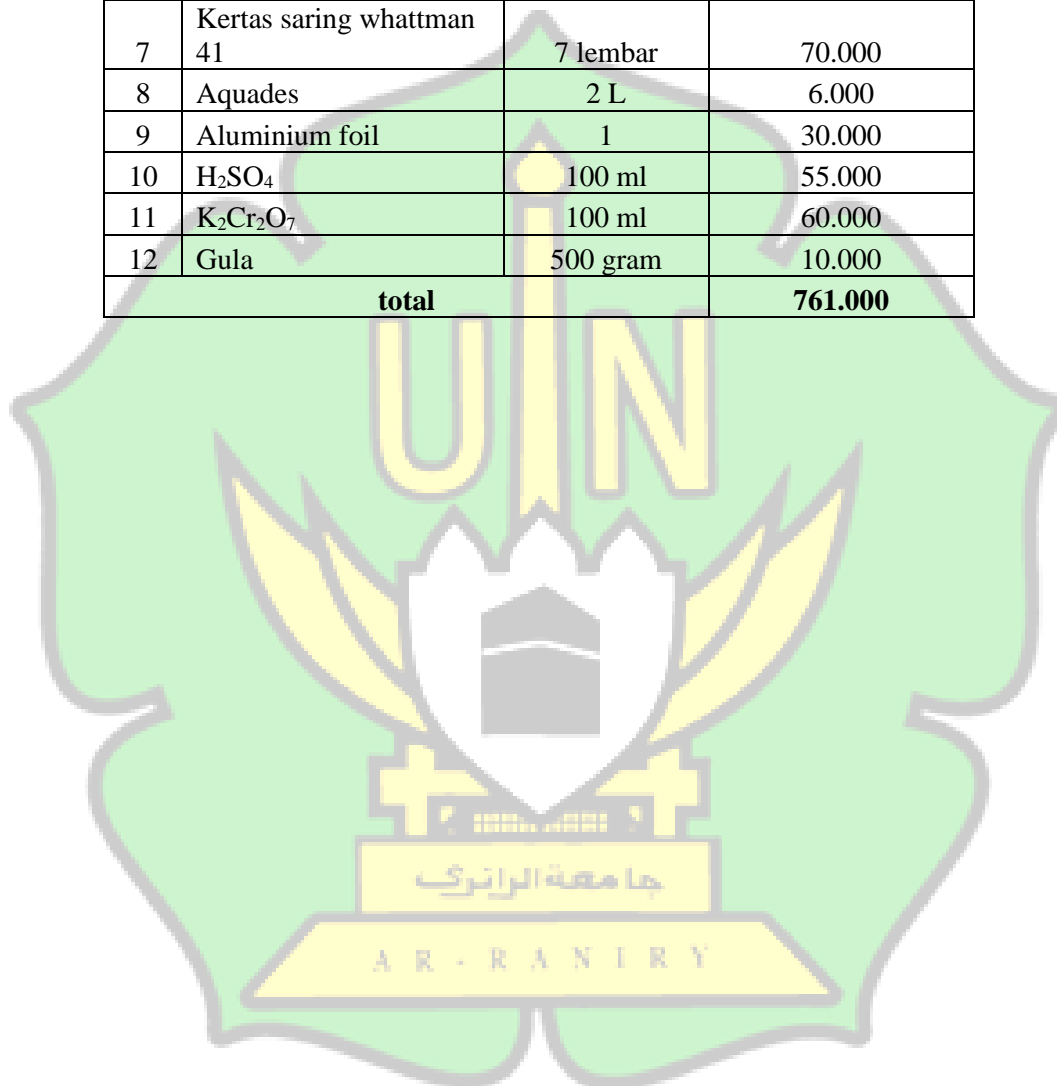 7 Kertas saring whattman 41 7 lembar 70.000
8 Aquades 2 L 6.000
9 Aluminium foil 1 30.000
10 H₂SO₄ 100 ml 55.000
11 K₂Cr₂O₇ 100 ml 60.000
12 Gula 500 gram 10.000
total 761.000
UIN
جامعة الرانري
AR-RANIRY